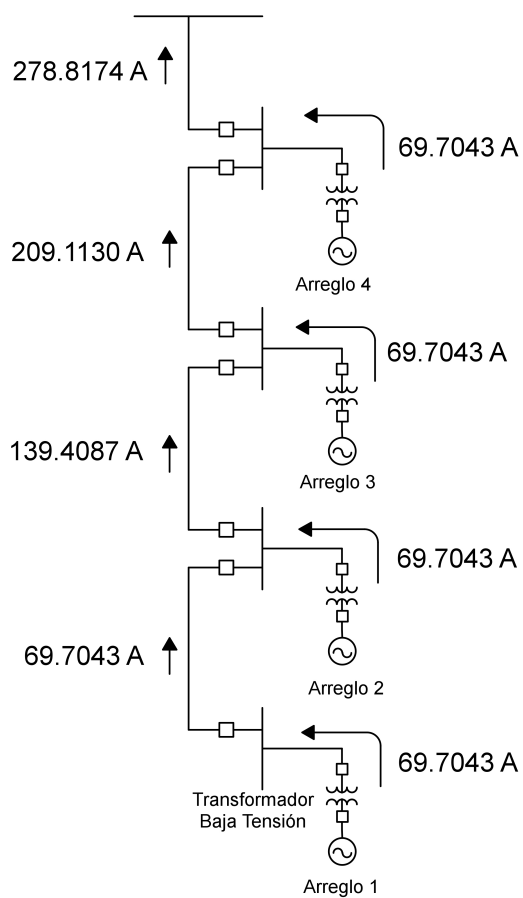 278.8174 A
69.7043 A
Arreglo 4
209.1130 A
69.7043 A
Arreglo 3
139.4087 A
69.7043 A
Arreglo 2
69.7043 A
69.7043 A
Transformador
Baja Tensión
Arreglo 1